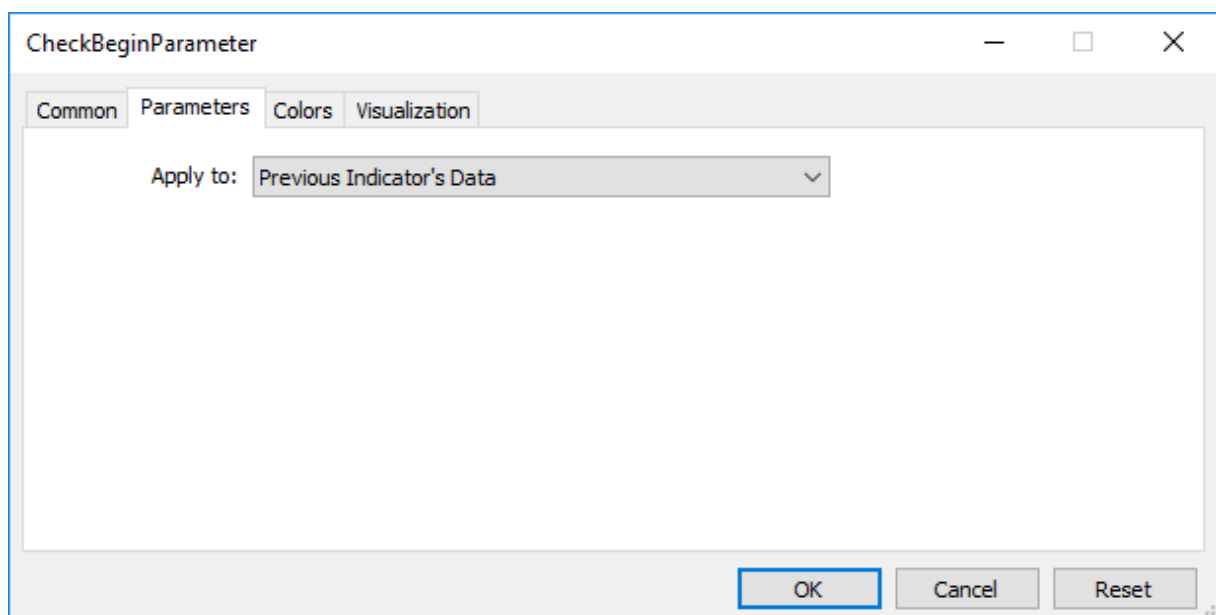 CheckBeginParameter
Common Parameters Colors Visualization
Apply to: Previous Indicator's Data
OK Cancel Reset